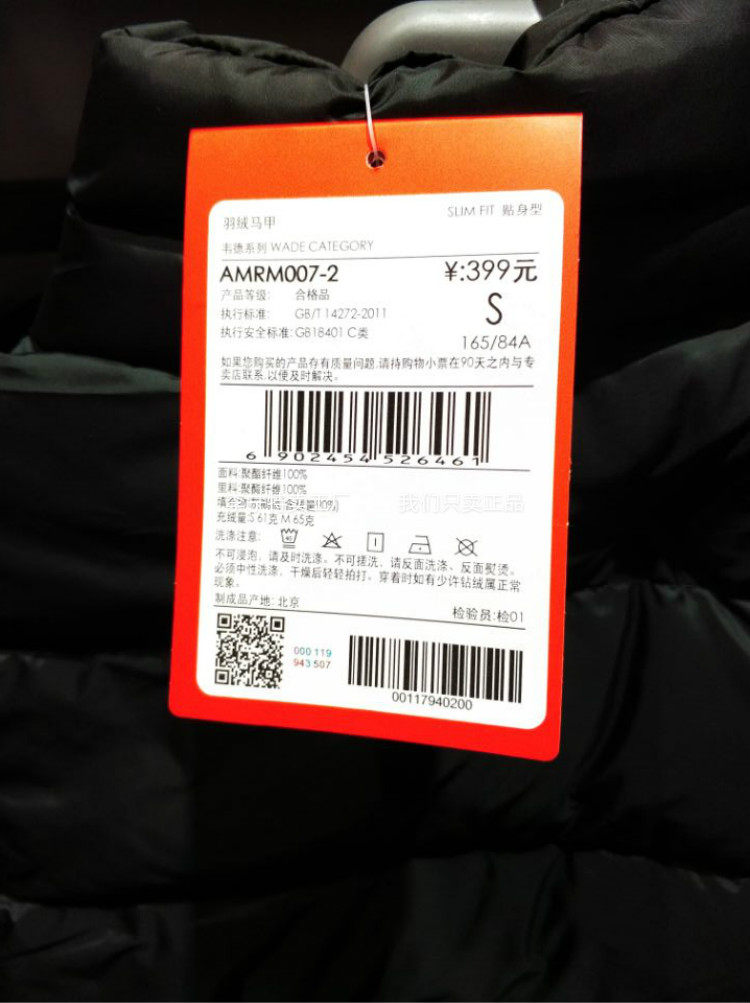 羽绒马甲
SLIM FIT 贴身型
韦德系列 WADE CATEGORY
AMRM007-2
¥:399元
产品等级: 合格品
S
执行标准: GB/T 14272-2011
执行安全标准: GB18401 C类
165/84A
如果您购买的产品存有质量问题,请持购物小票在90天之内与专
卖店联系,以便及时解决。
6 902454 526461
面料:聚酯纤维100%
里料:聚酯纤维100%
我们只卖正品
充绒量:S 61克 M 65克
洗涤注意:
不可浸泡，请及时洗涤。不可搓洗，请反面洗涤、反面熨烫。
必须中性洗涤，干燥后轻轻拍打。穿着时如有少许钻绒属正常
现象。
制成品产地: 北京
检验员:检01
000 119
943 507
00117940200